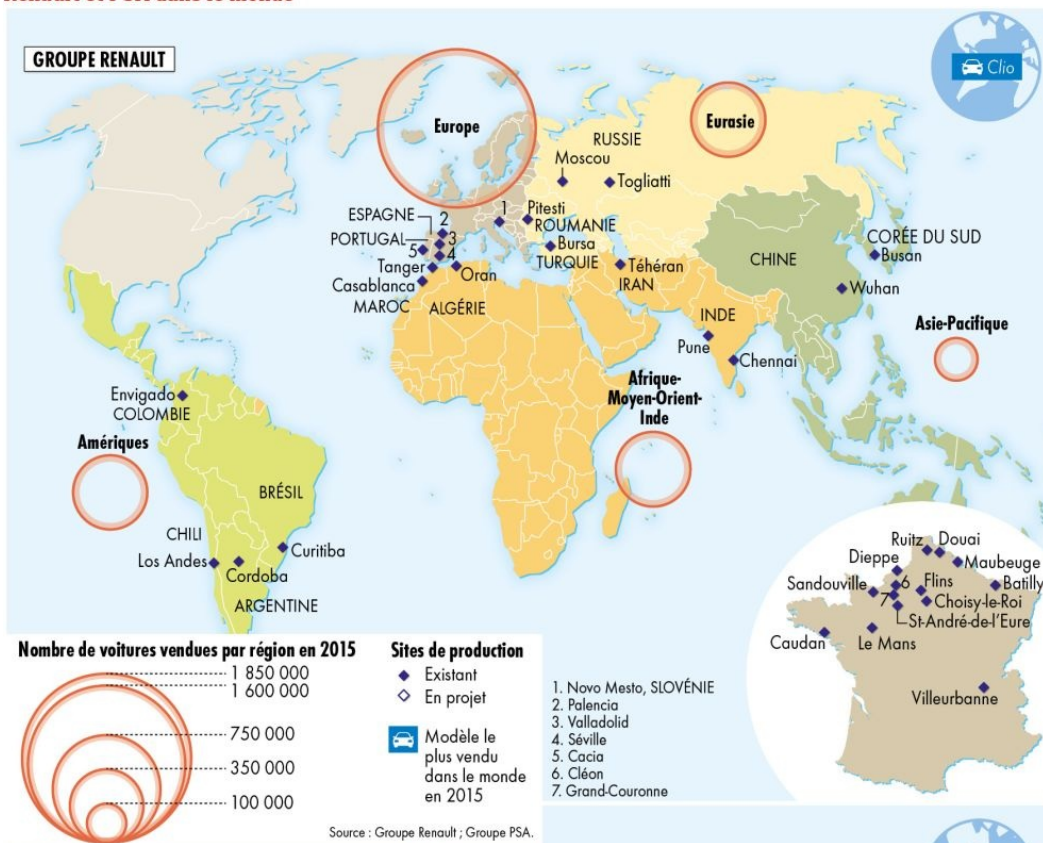 GROUPE RENAULT
Clio
Europe
Eurasie
RUSSIE
Moscou
Togliatti
ESPAGNE
2
1
Pitesti
ROUMANIE
PORTUGAL
3
5
4
Bursa
TURQUIE
Tanger
Oran
Casablanca
MAROC
ALGÉRIE
Téhéran
IRAN
CHINE
CORÉE DU SUD
Busan
Wuhan
INDE
Pune
Chennai
Asie-Pacifique
Afrique-
Moyen-Orient-
Inde
Envigado
COLOMBIE
Amériques
BRÉSIL
CHILI
Los Andes
Curitiba
Cordoba
ARGENTINE
Ruitz
Douai
Dieppe
Maubeuge
Sandouville
6
Flins
Batilly
7
Choisy-le-Roi
St-André-de-l'Eure
Caudan
Le Mans
Villeurbanne
Nombre de voitures vendues par région en 2015
1 850 000
1 600 000
750 000
350 000
100 000
Sites de production
Existant
En projet
Modèle le
plus vendu
dans le monde
en 2015
1. Novo Mesto, SLOVÉNIE
2. Palencia
3. Valladolid
4. Séville
5. Cacia
6. Cléon
7. Grand-Couronne
Source : Groupe Renault ; Groupe PSA.